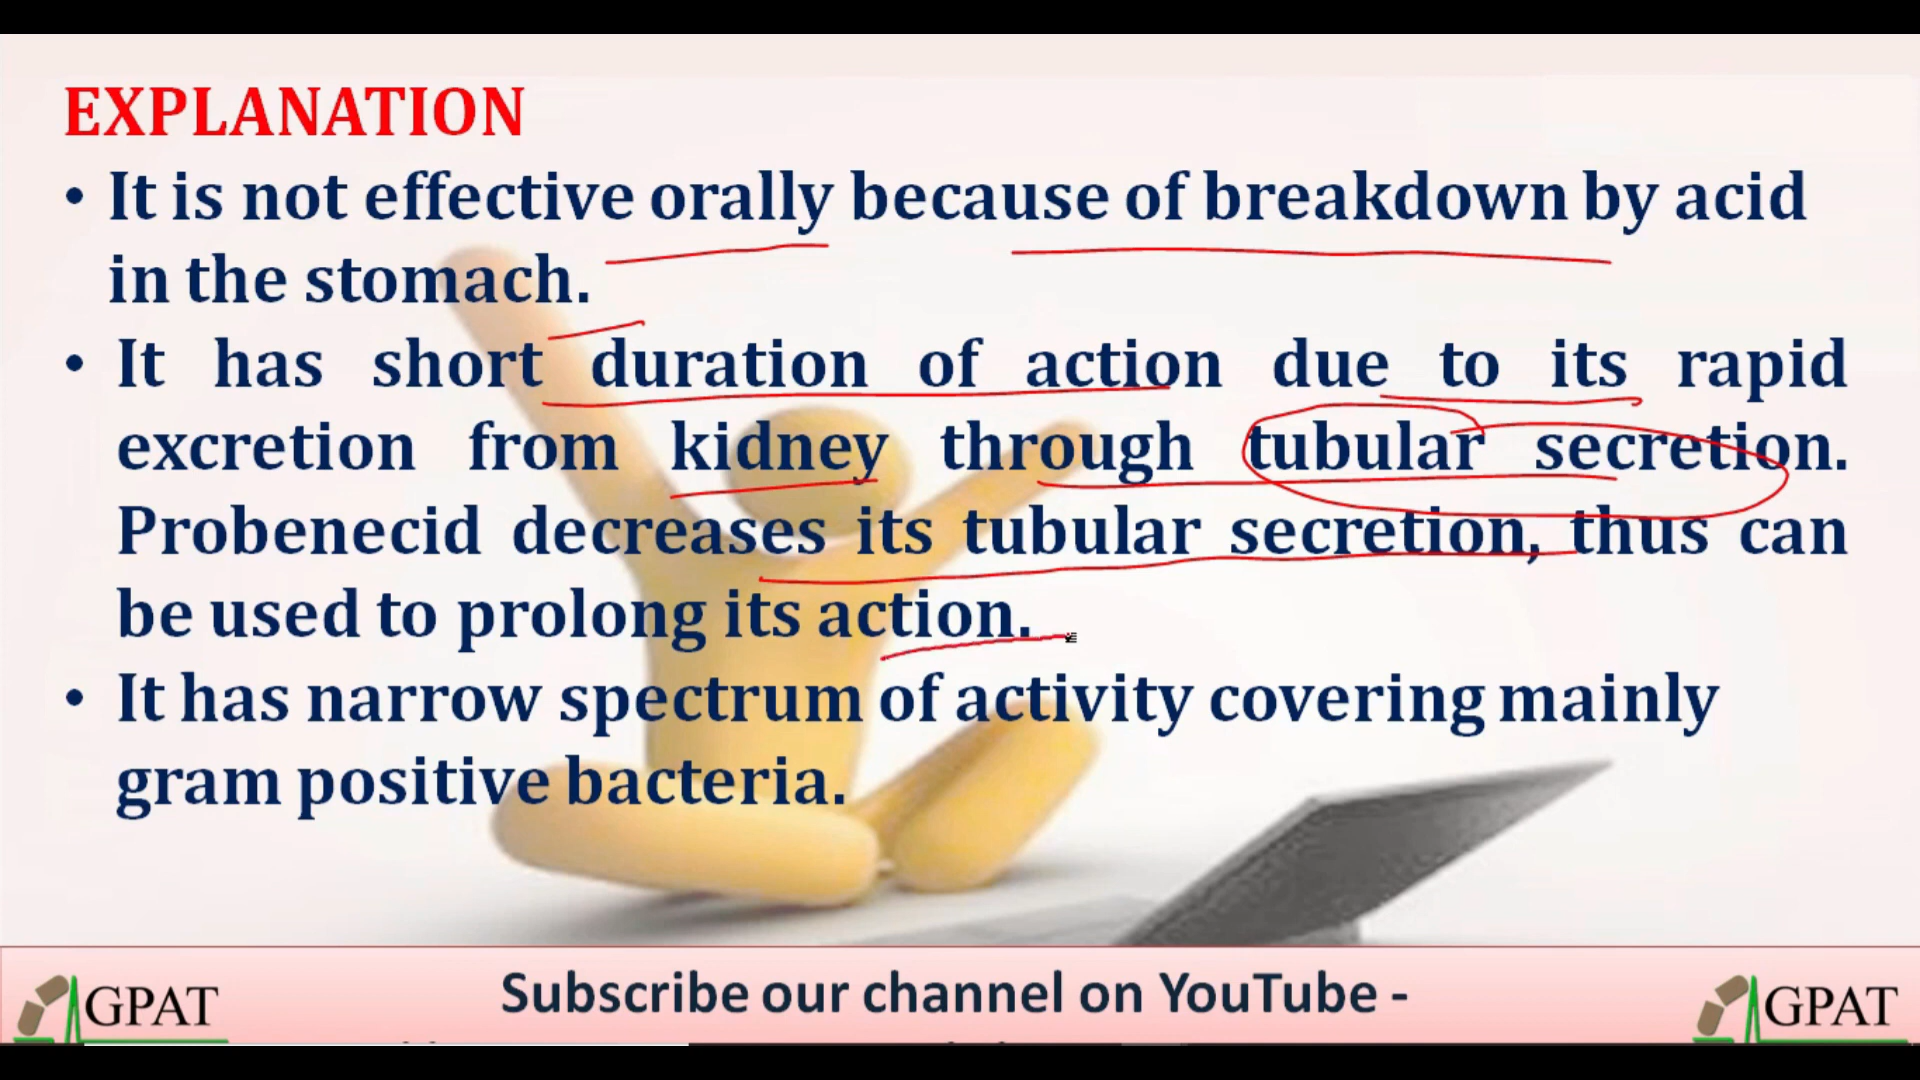 EXPLANATION
• It is not effective orally because of breakdown by acid
in the stomach.
• It has short duration of action due to its rapid
excretion from kidney through tubular secretion.
Probenecid decreases its tubular secretion, thus can
be used to prolong its action.
• It has narrow spectrum of activity covering mainly
gram positive bacteria.
GPAT
Subscribe our channel on YouTube -
GPAT